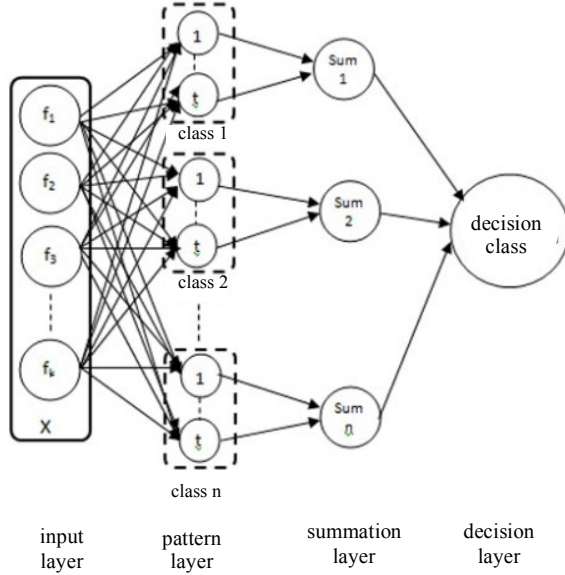 1
t
class 1
Sum
1
f1
f2
f3
fk
X
1
t
class 2
Sum
2
decision
class
1
t
class n
Sum
n
input
layer
pattern
layer
summation
layer
decision
layer